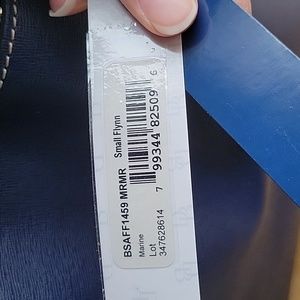 Small Flynn
7 99344 82509 6
BSAFF1459 MRMR
Marine
Lot
347628614